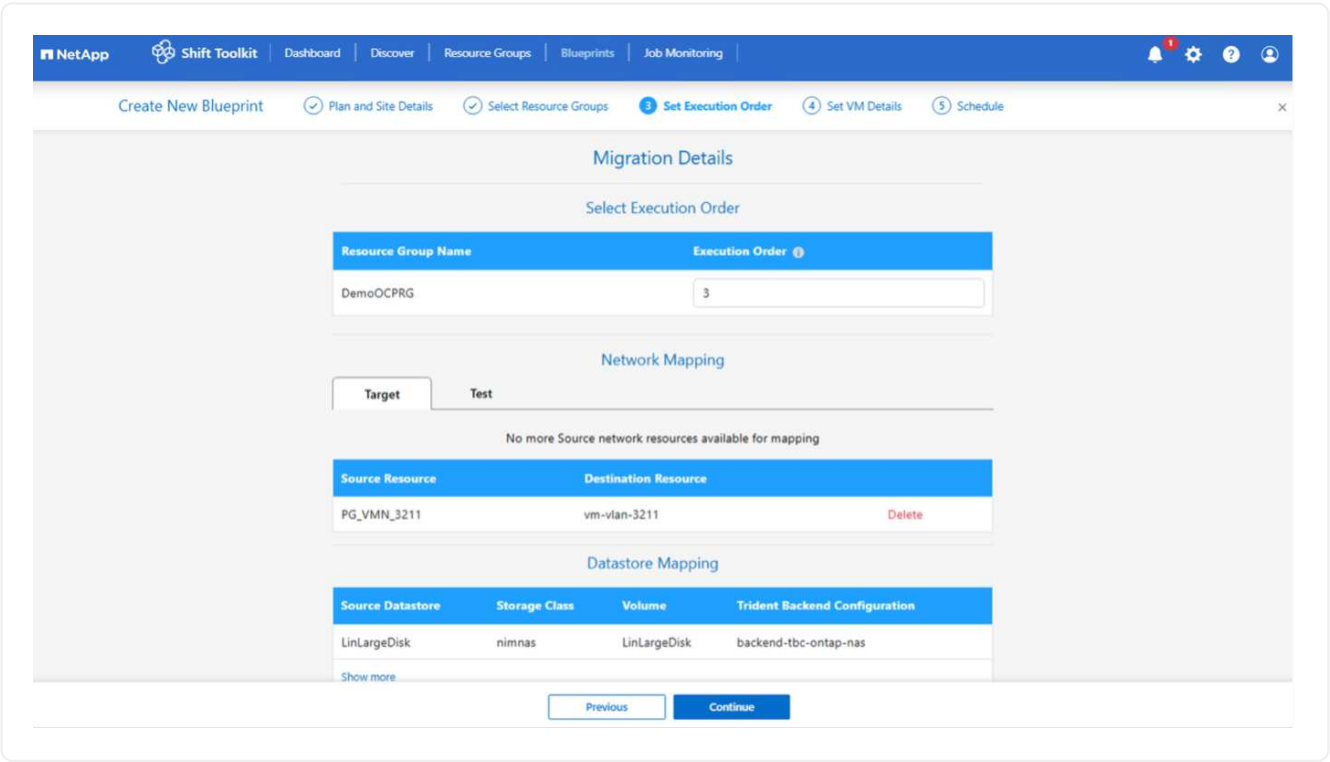 NetApp Shift Toolkit Dashboard Discover Resource Groups Blueprints Job Monitoring 1 ?
Create New Blueprint Plan and Site Details Select Resource Groups 3 Set Execution Order 4 Set VM Details 5 Schedule ×
Migration Details
Select Execution Order
Resource Group Name Execution Order i
DemoOCPRG 3
Network Mapping
Target Test
No more Source network resources available for mapping
Source Resource Destination Resource
PG_VMN_3211 vm-vlan-3211 Delete
Datastore Mapping
Source Datastore Storage Class Volume Trident Backend Configuration
LinLargeDisk nimnas LinLargeDisk backend-tbc-ontap-nas
Show more
Previous Continue